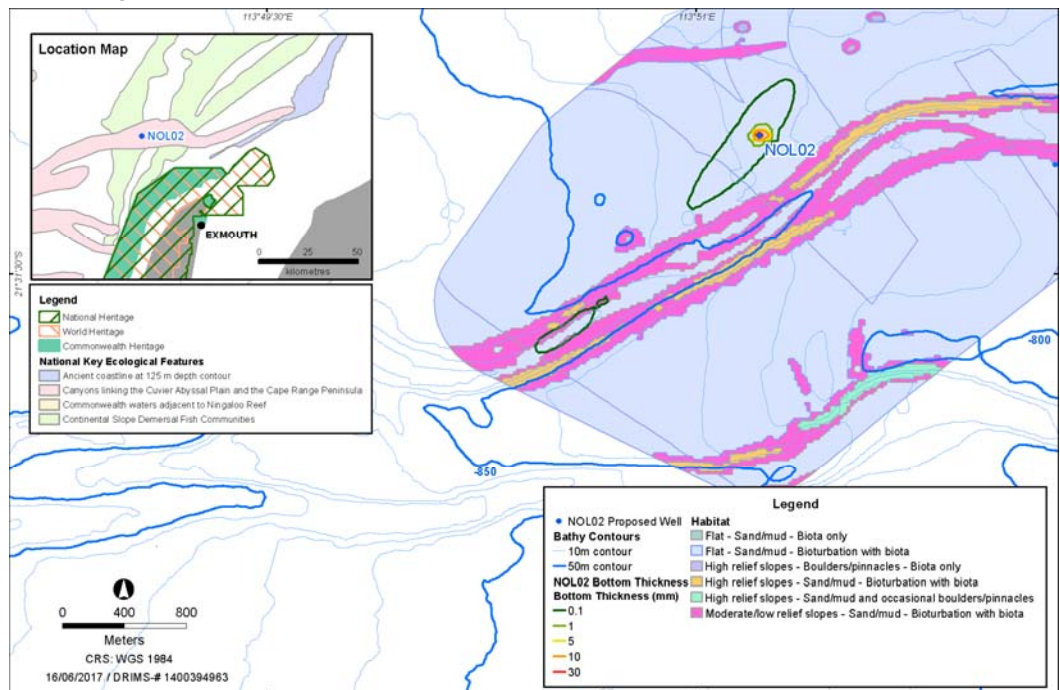 113°49'30"E
113°51'E
Location Map
NOL02
EXMOUTH
0 25 50
kilometres
21°31'30"S
NOL02
Legend
National Heritage
World Heritage
Commonwealth Heritage
National Key Ecological Features
Ancient coastline at 125 m depth contour
Canyons linking the Cuvier Abyssal Plain and the Cape Range Peninsula
Commonwealth waters adjacent to Ningaloo Reef
Continental Slope Demersal Fish Communities
-800
-850
Legend
NOL02 Proposed Well
Bathy Contours
10m contour
50m contour
NOL02 Bottom Thickness
Bottom Thickness (mm)
0.1
1
5
10
30
Habitat
Flat - Sand/mud - Biota only
Flat - Sand/mud - Bioturbation with biota
High relief slopes - Boulders/pinnacles - Biota only
High relief slopes - Sand/mud - Bioturbation with biota
High relief slopes - Sand/mud and occasional boulders/pinnacles
Moderate/low relief slopes - Sand/mud - Bioturbation with biota
0 400 800
Meters
CRS: WGS 1984
16/06/2017 / DRIMS-# 1400394963